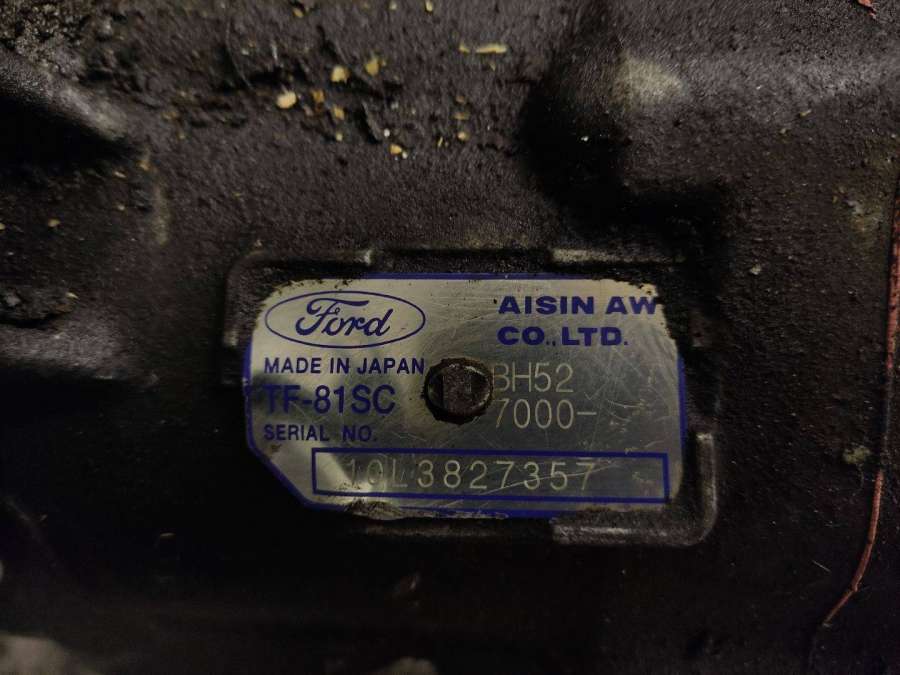 Ford
AISIN AW
CO.,LTD.
MADE IN JAPAN
BH52
TF-81SC
7000-
SERIAL NO.
10L3827357